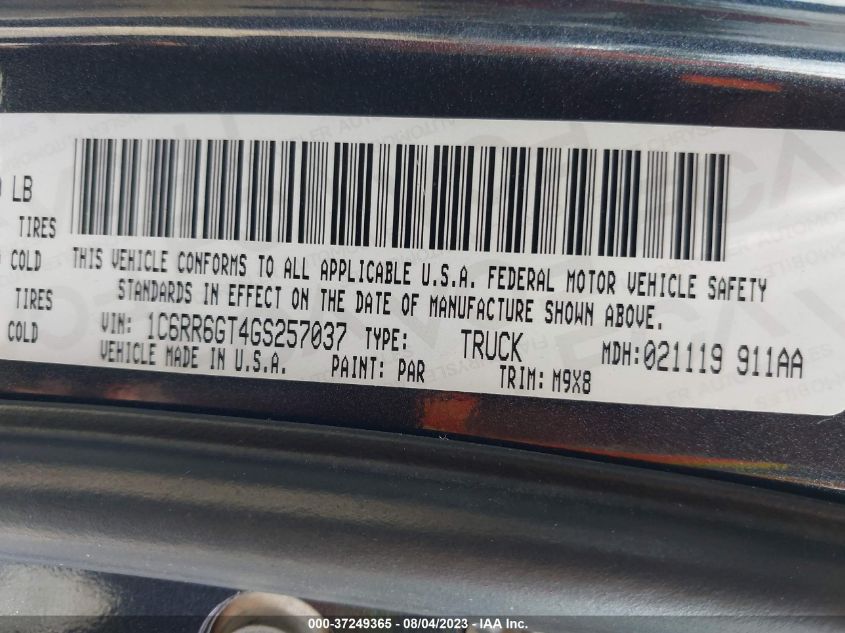 LB
TIRES
COLD
TIRES
COLD
THIS VEHICLE CONFORMS TO ALL APPLICABLE U.S.A. FEDERAL MOTOR VEHICLE SAFETY
STANDARDS IN EFFECT ON THE DATE OF MANUFACTURE SHOWN ABOVE.
VIN: 1C6RR6GT4GS257037 TYPE: TRUCK MDH:021119 911AA
VEHICLE MADE IN U.S.A. PAINT: PAR TRIM: M9X8
000-37249365 - 08/04/2023 - © IAA Inc.